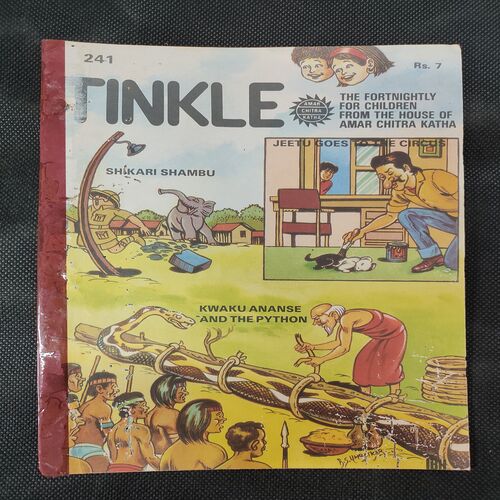 241
Rs. 7
TINKLE
AMAR
CHITRA
KATHA
THE FORTNIGHTLY
FOR CHILDREN
FROM THE HOUSE OF
AMAR CHITRA KATHA
JEETU GOES TO THE CIRCUS
SHIKARI SHAMBU
KWAKU ANANSE
AND THE PYTHON